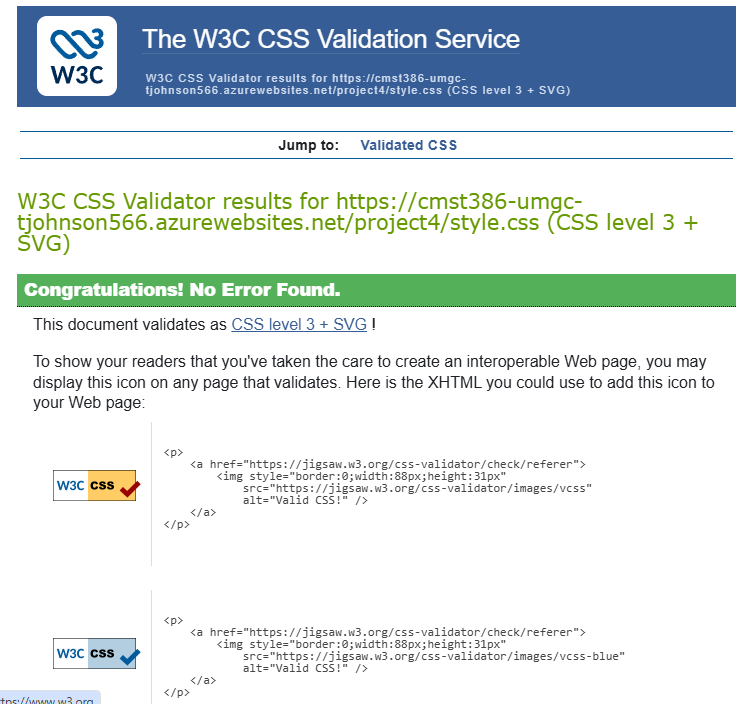 W3C
The W3C CSS Validation Service
W3C CSS Validator results for https://cmst386-umgc-
tjohnson566.azurewebsites.net/project4/style.css (CSS level 3 + SVG)
Jump to: Validated CSS
W3C CSS Validator results for https://cmst386-umgc-
tjohnson566.azurewebsites.net/project4/style.css (CSS level 3 +
SVG)
Congratulations! No Error Found.
This document validates as CSS level 3 + SVG !
To show your readers that you've taken the care to create an interoperable Web page, you may
display this icon on any page that validates. Here is the XHTML you could use to add this icon to
your Web page:
W3C css
<p>
<a href="https://jigsaw.w3.org/css-validator/check/referer">
<img style="border:0;width:88px;height:31px"
src="https://jigsaw.w3.org/css-validator/images/vcss"
alt="Valid CSS!" />
</a>
</p>
W3C css
<p>
<a href="https://jigsaw.w3.org/css-validator/check/referer">
<img style="border:0;width:88px;height:31px"
src="https://jigsaw.w3.org/css-validator/images/vcss-blue"
alt="Valid CSS!" />
</a>
</p>